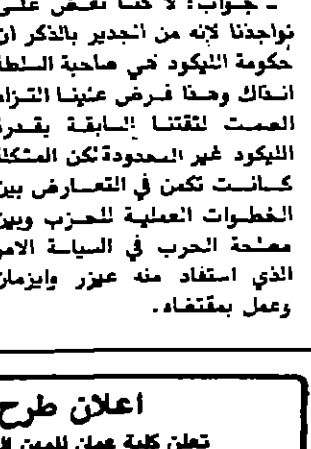 ـ جواب : لا كنا نعض على
نواجذنا لانه من الجدير بالذكر ان
حكومة الليكود هي صاحبة السلطة
انذاك وهذا فرض علينا التزام
الصمت لثقتنا السابقة بقدرة
الليكود غير المحدودة لكن المشكلة
كانت تكمن في التعارض بين
الخطوات العملية للحزب وبين
مصلحة الحرب في السياسة الامر
الذي استفاد منه عيزر وايزمان
وعمل بمقتضاه .
اعلان طرح
تعلن كلية عمان للمهن